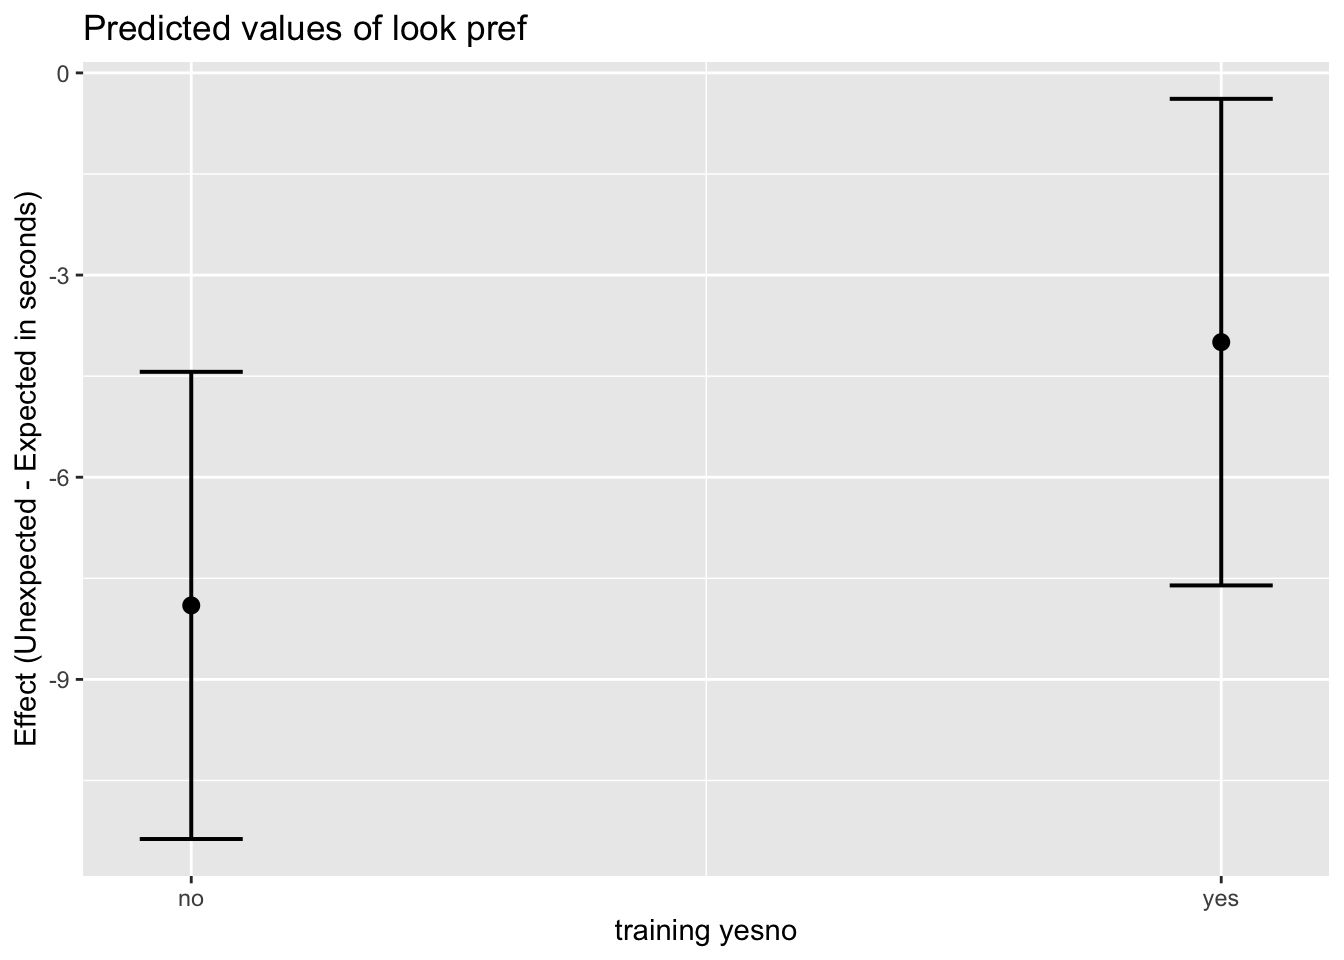 Predicted values of look pref
Effect (Unexpected - Expected in seconds)
0
-3
-6
-9
no
yes
training yesno